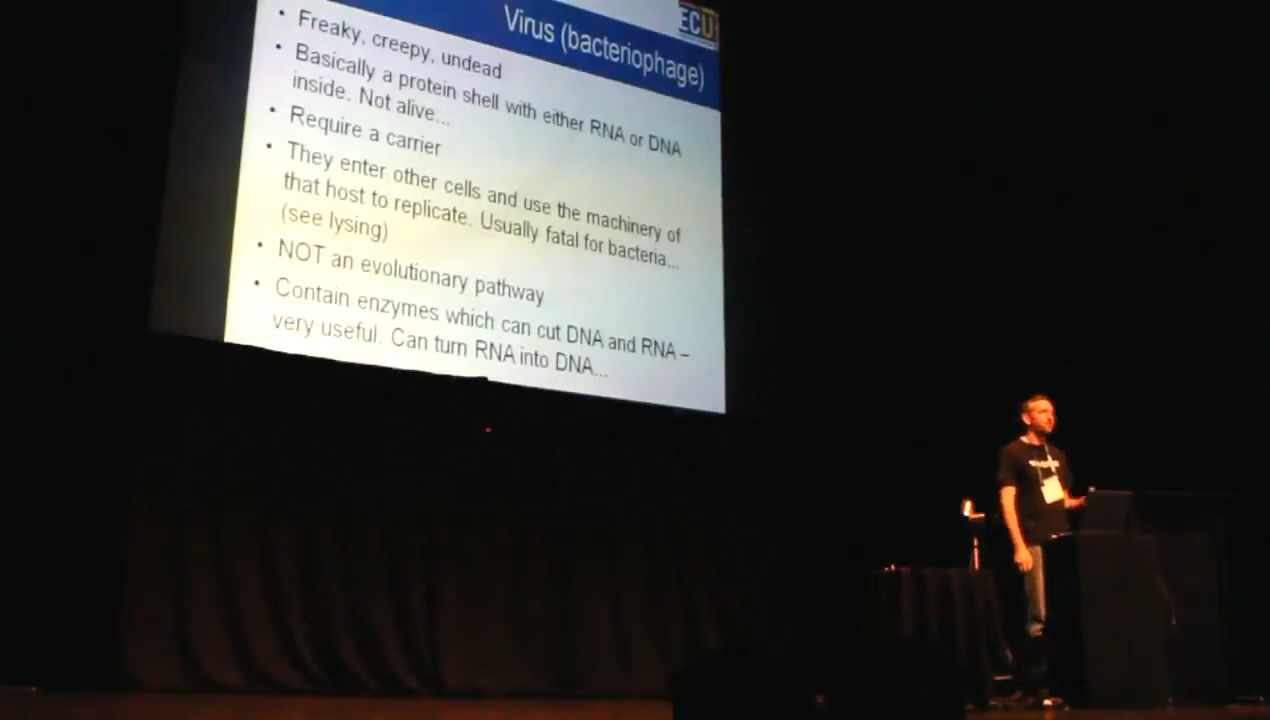 ECU
Virus (bacteriophage)
• Freaky, creepy, undead
• Basically a protein shell with either RNA or DNA
inside. Not alive...
• Require a carrier
• They enter other cells and use the machinery of
that host to replicate. Usually fatal for bacteria...
(see lysing)
• NOT an evolutionary pathway
• Contain enzymes which can cut DNA and RNA –
very useful. Can turn RNA into DNA...